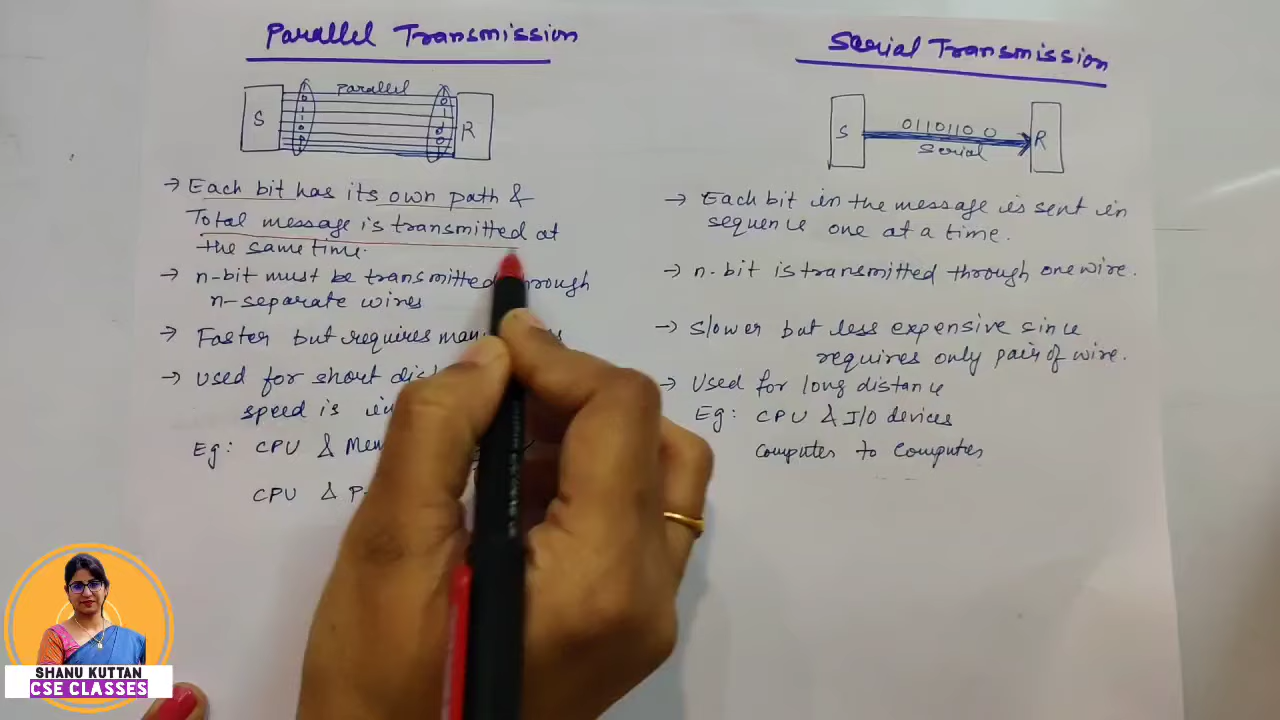 Parallel Transmission
parallel
S
R
→ Each bit has its own path &
Total message is transmitted at
the same time.
→ n-bit must be transmitted through
n-separate wires
→ Faster but requires many
→ Used for short
speed is
Eg: CPU &
CPU &
Serial Transmission
S
0110110 0
Serial
R
→ Each bit in the message is sent in
sequence one at a time.
→ n-bit is transmitted through one wire.
→ Slower but less expensive since
requires only pair of wire.
→ Used for long distance
Eg: CPU & I/O devices
Computer to Computer
SHANU KUTTAN
CSE CLASSES